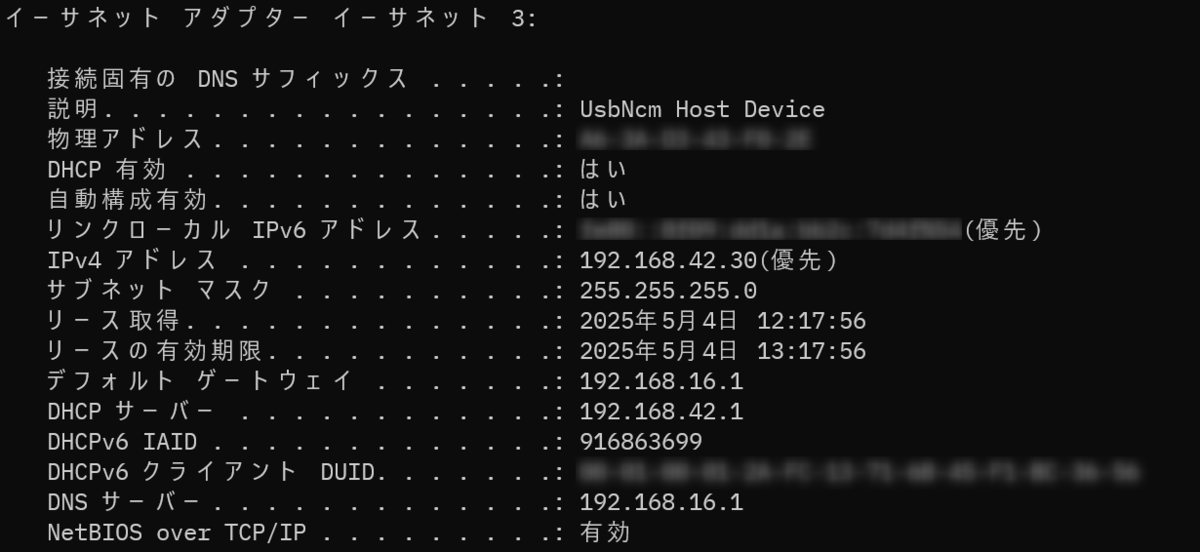 イーサネット アダプター イーサネット 3:
接続固有の DNS サフィックス . . . . .:
説明. . . . . . . . . . . . . . . . .: UsbNcm Host Device
物理アドレス. . . . . . . . . . . . .:
DHCP 有効 . . . . . . . . . . . . . .: はい
自動構成有効. . . . . . . . . . . . .: はい
リンクローカル IPv6 アドレス. . . . .: (優先)
IPv4 アドレス . . . . . . . . . . . .: 192.168.42.30(優先)
サブネット マスク . . . . . . . . . .: 255.255.255.0
リース取得. . . . . . . . . . . . . .: 2025年5月4日 12:17:56
リースの有効期限. . . . . . . . . . .: 2025年5月4日 13:17:56
デフォルト ゲートウェイ . . . . . . .: 192.168.16.1
DHCP サーバー . . . . . . . . . . . .: 192.168.42.1
DHCPv6 IAID . . . . . . . . . . . . .: 916863699
DHCPv6 クライアント DUID. . . . . . .:
DNS サーバー. . . . . . . . . . . . .: 192.168.16.1
NetBIOS over TCP/IP . . . . . . . . .: 有効